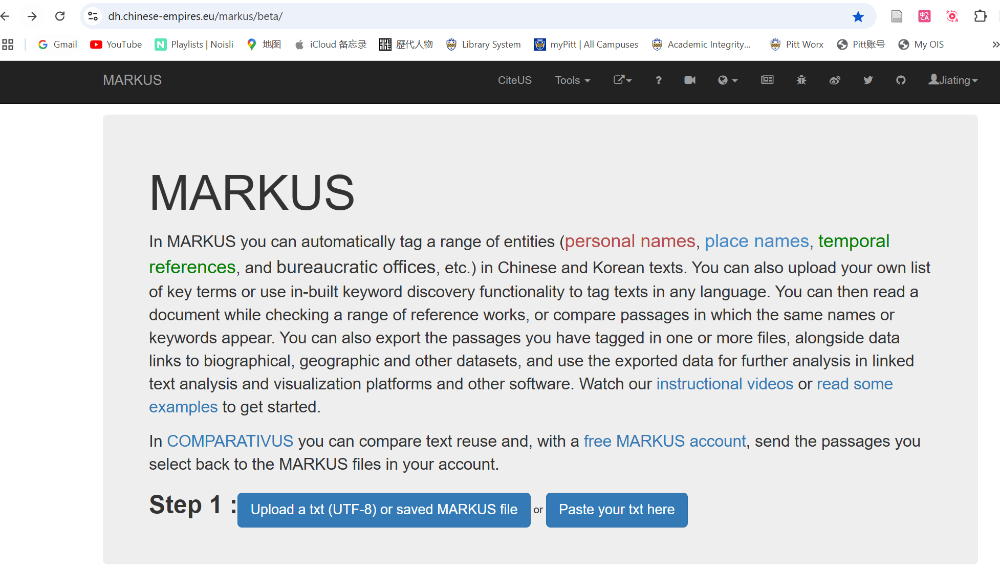 dh.chinese-empires.eu/markus/beta/
Gmail YouTube Playlists | Noisli 地图 iCloud 备忘录 歷代人物 Library System myPitt | All Campuses Academic Integrity... Pitt Worx Pitt账号 My OIS
MARKUS CiteUS Tools ? Jiating
MARKUS
In MARKUS you can automatically tag a range of entities (personal names, place names, temporal
references, and bureaucratic offices, etc.) in Chinese and Korean texts. You can also upload your own list
of key terms or use in-built keyword discovery functionality to tag texts in any language. You can then read a
document while checking a range of reference works, or compare passages in which the same names or
keywords appear. You can also export the passages you have tagged in one or more files, alongside data
links to biographical, geographic and other datasets, and use the exported data for further analysis in linked
text analysis and visualization platforms and other software. Watch our instructional videos or read some
examples to get started.
In COMPARATIVUS you can compare text reuse and, with a free MARKUS account, send the passages you
select back to the MARKUS files in your account.
Step 1 : Upload a txt (UTF-8) or saved MARKUS file or Paste your txt here